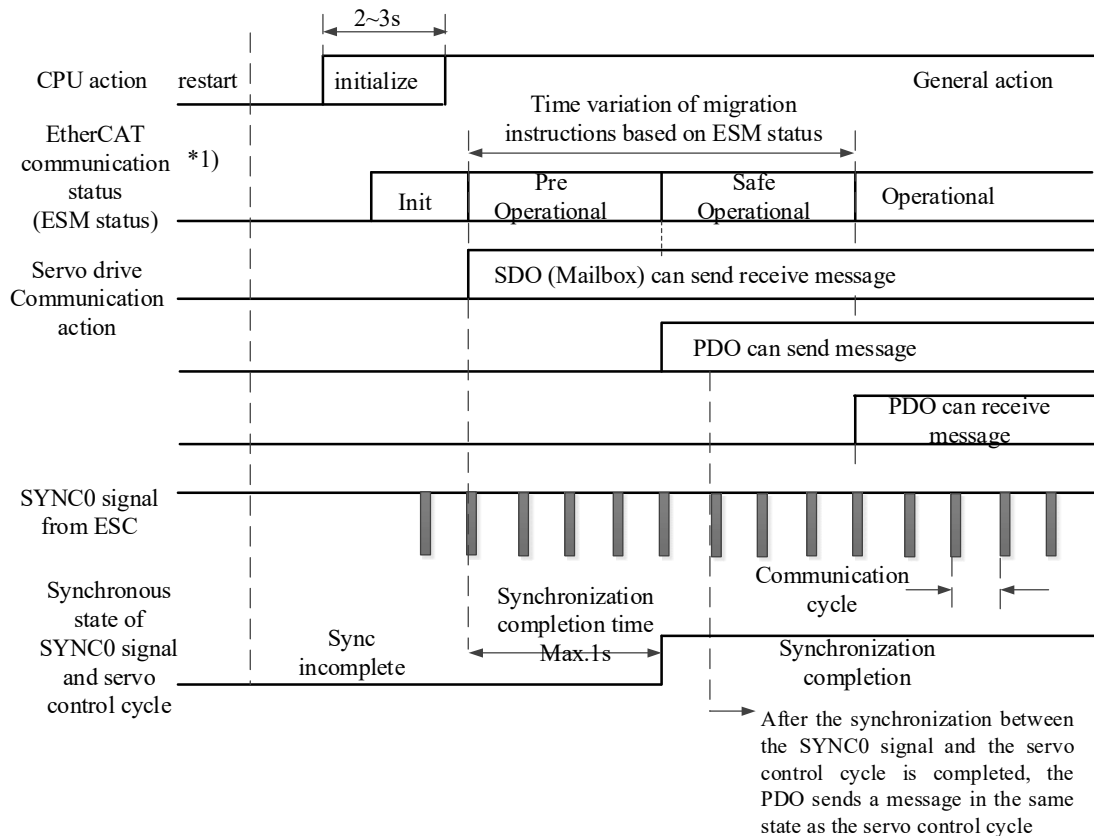 2~3s
CPU action
restart
initialize
General action
Time variation of migration
instructions based on ESM status
EtherCAT
communication
status
(ESM status)
*1)
Init
Pre
Operational
Safe
Operational
Operational
Servo drive
Communication
action
SDO (Mailbox) can send receive message
PDO can send message
PDO can receive
message
SYNC0 signal
from ESC
Communication
cycle
Synchronous
state of
SYNC0 signal
and servo
control cycle
Sync
incomplete
Synchronization
completion time
Max.1s
Synchronization
completion
After the synchronization between
the SYNC0 signal and the servo
control cycle is completed, the
PDO sends a message in the same
state as the servo control cycle